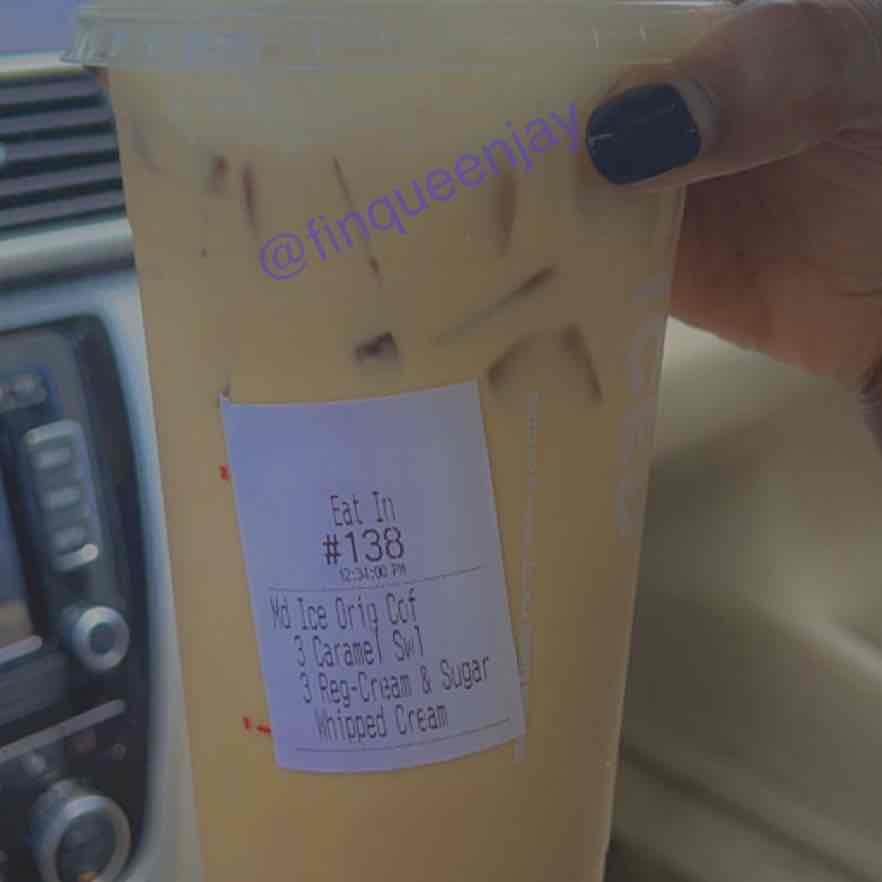 @finqueenjay
Eat In
#138
12:31:00 PM
Md Ice Orig Cof
3 Caramel Swl
3 Reg-Cream & Sugar
Whipped Cream